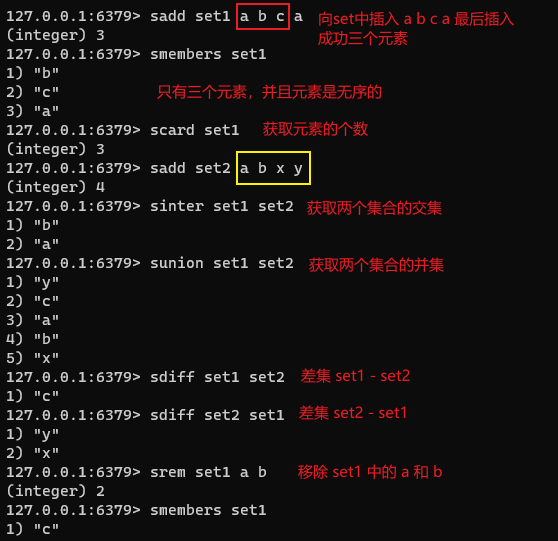 127.0.0.1:6379> sadd set1 a b c a 向set中插入 a b c a 最后插入
(integer) 3 成功三个元素
127.0.0.1:6379> smembers set1
1) "b"
2) "c" 只有三个元素，并且元素是无序的
3) "a"
127.0.0.1:6379> scard set1 获取元素的个数
(integer) 3
127.0.0.1:6379> sadd set2 a b x y
(integer) 4
127.0.0.1:6379> sinter set1 set2 获取两个集合的交集
1) "b"
2) "a"
127.0.0.1:6379> sunion set1 set2 获取两个集合的并集
1) "y"
2) "c"
3) "a"
4) "b"
5) "x"
127.0.0.1:6379> sdiff set1 set2 差集 set1 - set2
1) "c"
127.0.0.1:6379> sdiff set2 set1 差集 set2 - set1
1) "y"
2) "x"
127.0.0.1:6379> srem set1 a b 移除 set1 中的 a 和 b
(integer) 2
127.0.0.1:6379> smembers set1
1) "c"